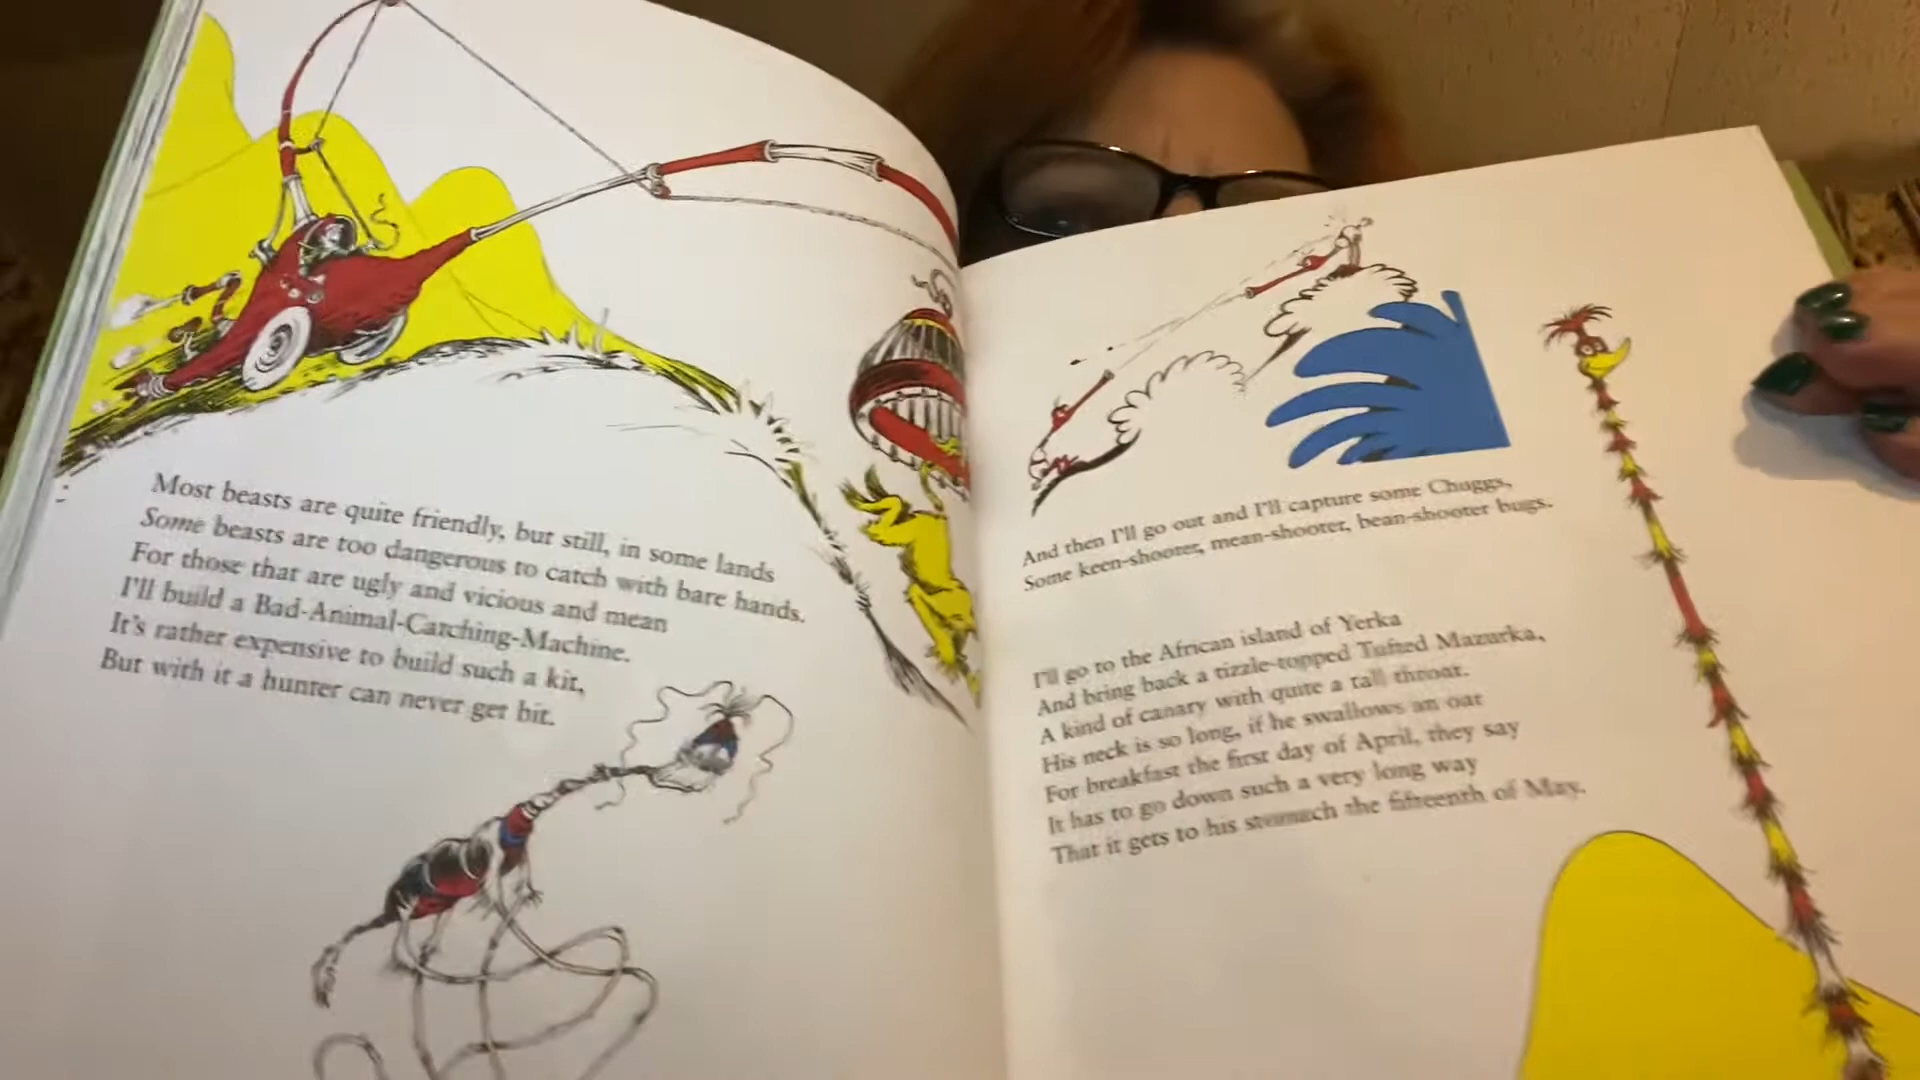 Most beasts are quite friendly, but still, in some lands
Some beasts are too dangerous to catch with bare hands.
For those that are ugly and vicious and mean
I'll build a Bad-Animal-Catching-Machine.
It's rather expensive to build such a kit,
But with it a hunter can never get bit.
And then I'll go out and I'll capture some Chuggs,
Some keen-shooter, mean-shooter, bean-shooter bugs.
I'll go to the African island of Yerka
And bring back a tizzle-topped Tufted Mazurka,
A kind of canary with quite a tall throat.
His neck is so long, if he swallows an oat
For breakfast the first day of April, they say
It has to go down such a very long way
That it gets to his stomach the fifteenth of May.